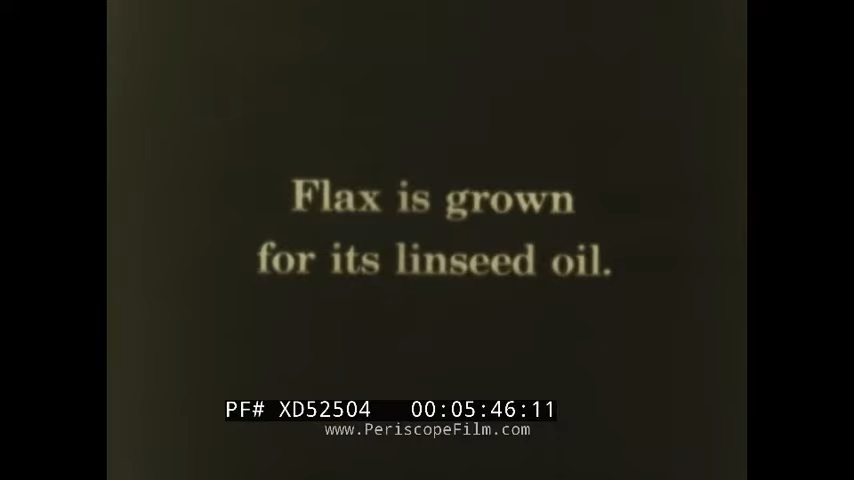 Flax is grown
for its linseed oil.
PF# XD52504 00:05:46:11
www.PeriscopeFilm.com